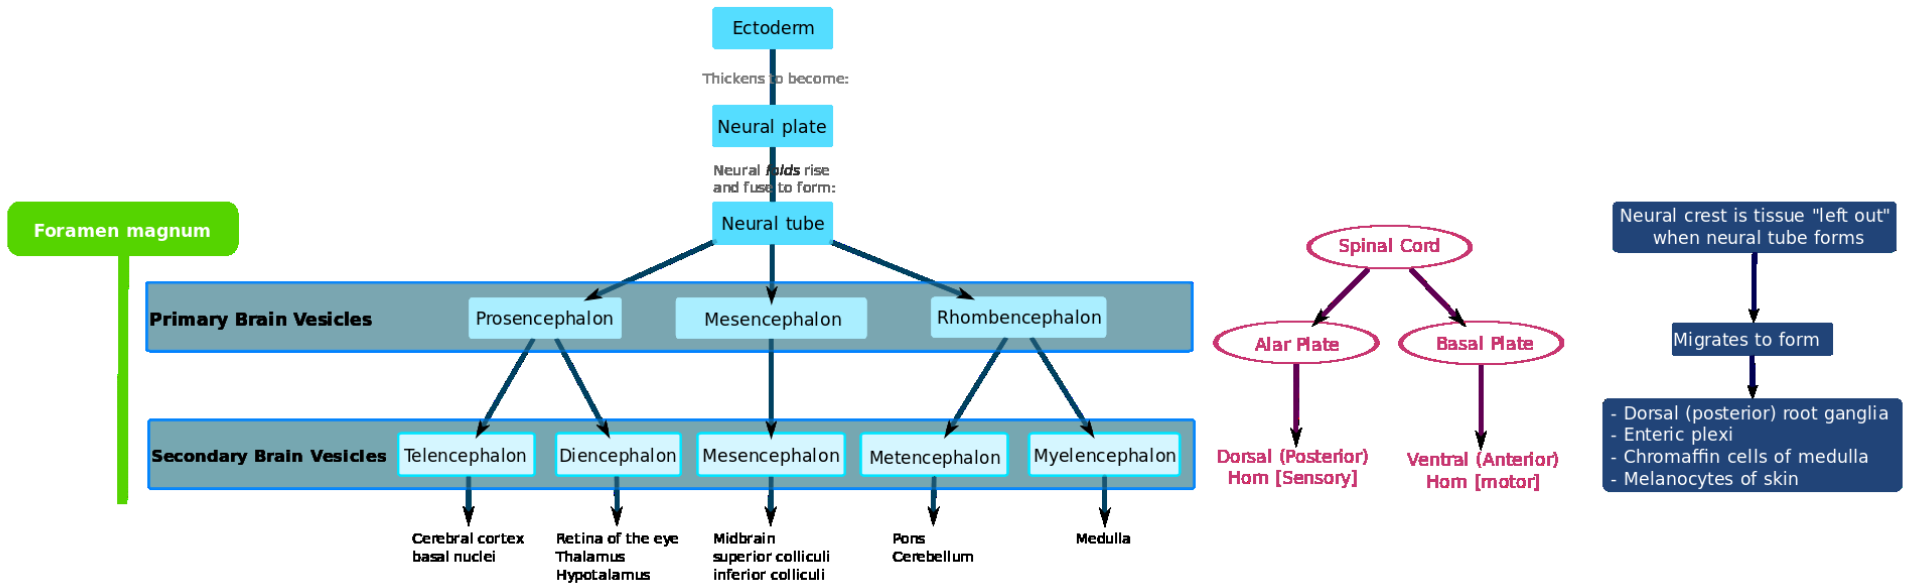 Ectoderm
Thickens to become:
Neural plate
Neural folds rise
and fuse to form:
Neural tube
Foramen magnum
Primary Brain Vesicles
Prosencephalon
Mesencephalon
Rhombencephalon
Secondary Brain Vesicles
Telencephalon
Diencephalon
Mesencephalon
Metencephalon
Myelencephalon
Cerebral cortex
basal nuclei
Retina of the eye
Thalamus
Hypotalamus
Midbrain
superior colliculi
inferior colliculi
Pons
Cerebellum
Medulla
Spinal Cord
Alar Plate
Basal Plate
Dorsal (Posterior)
Horn [Sensory]
Ventral (Anterior)
Horn [motor]
Neural crest is tissue "left out"
when neural tube forms
Migrates to form
- Dorsal (posterior) root ganglia
- Enteric plexi
- Chromaffin cells of medulla
- Melanocytes of skin